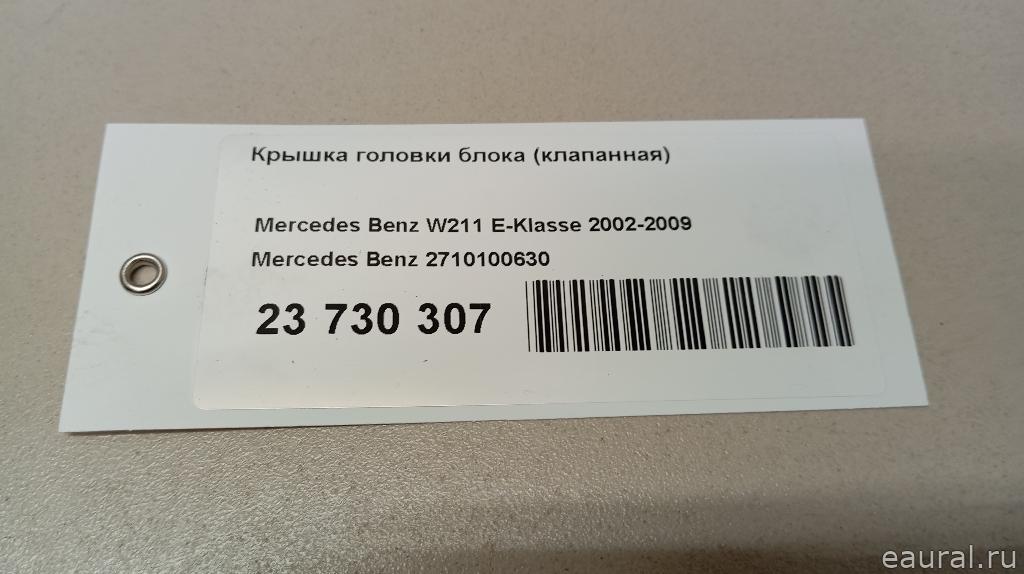 Крышка головки блока (клапанная)
Mercedes Benz W211 E-Klasse 2002-2009
Mercedes Benz 2710100630
23 730 307
eaural.ru